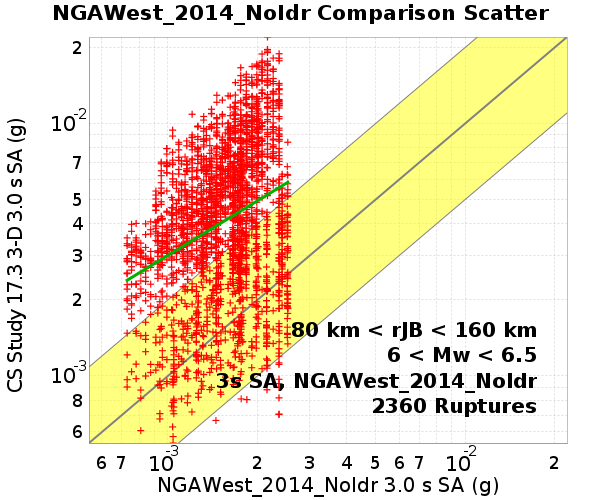 NGAWest_2014_NoIdr Comparison Scatter
CS Study 17.3 3-D 3.0 s SA (g)
2
10-2
7
5
4
3
2
10-3
8
6
80 km < rJB < 160 km
6 < Mw < 6.5
3s SA, NGAWest_2014_NoIdr
2360 Ruptures
6 7 10-3 2 3 4 5 6 7 10-2 2
NGAWest_2014_NoIdr 3.0 s SA (g)